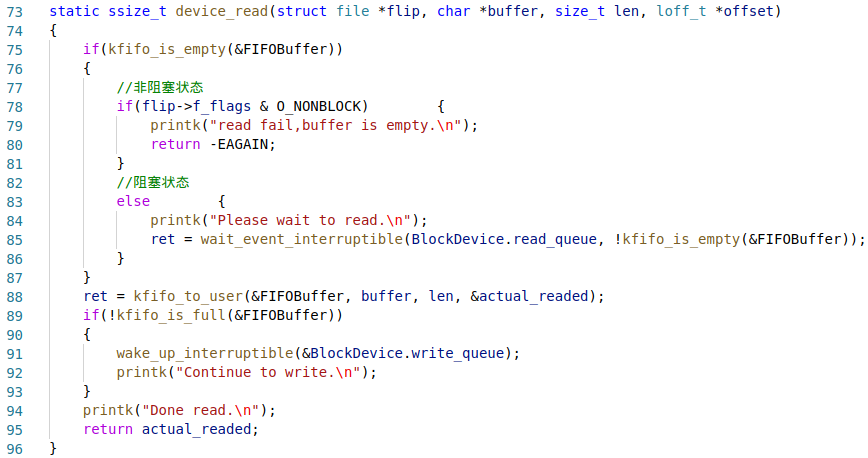 73 static ssize_t device_read(struct file *flip, char *buffer, size_t len, loff_t *offset)
74 {
75     if(kfifo_is_empty(&FIFOBuffer))
76     {
77         //非阻塞状态
78         if(flip->f_flags & O_NONBLOCK)        {
79             printk("read fail,buffer is empty.\n");
80             return -EAGAIN;
81         }
82         //阻塞状态
83         else        {
84             printk("Please wait to read.\n");
85             ret = wait_event_interruptible(BlockDevice.read_queue, !kfifo_is_empty(&FIFOBuffer));
86         }
87     }
88     ret = kfifo_to_user(&FIFOBuffer, buffer, len, &actual_readed);
89     if(!kfifo_is_full(&FIFOBuffer))
90     {
91         wake_up_interruptible(&BlockDevice.write_queue);
92         printk("Continue to write.\n");
93     }
94     printk("Done read.\n");
95     return actual_readed;
96 }